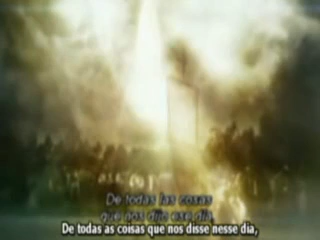 De todas las cosas
que nos dijo ese día,
De todas as coisas que nos disse nesse dia,